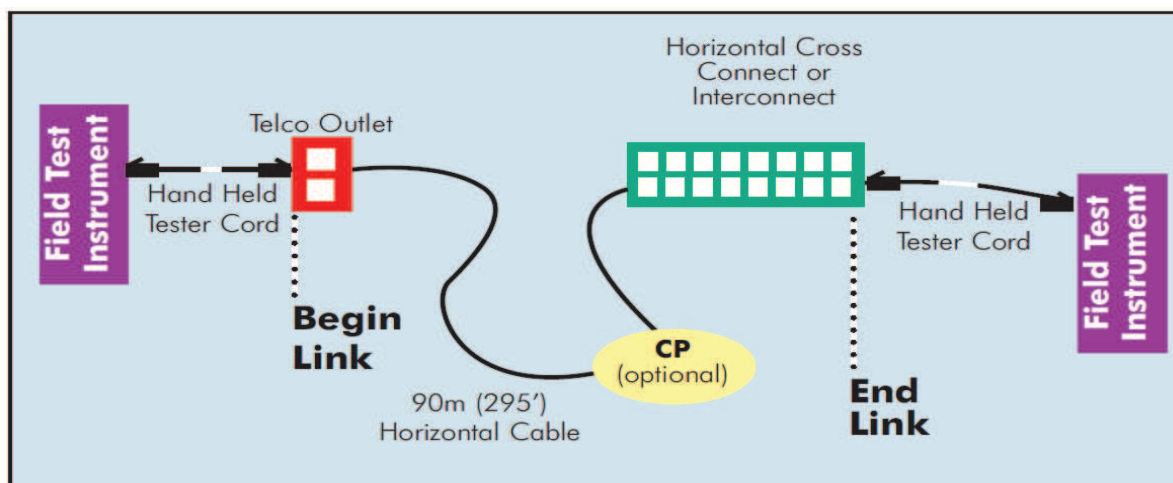 Field Test
Instrument
Hand Held
Tester Cord
Telco Outlet
Begin
Link
90m (295’)
Horizontal Cable
CP
(optional)
Horizontal Cross
Connect or
Interconnect
End
Link
Hand Held
Tester Cord
Field Test
Instrument